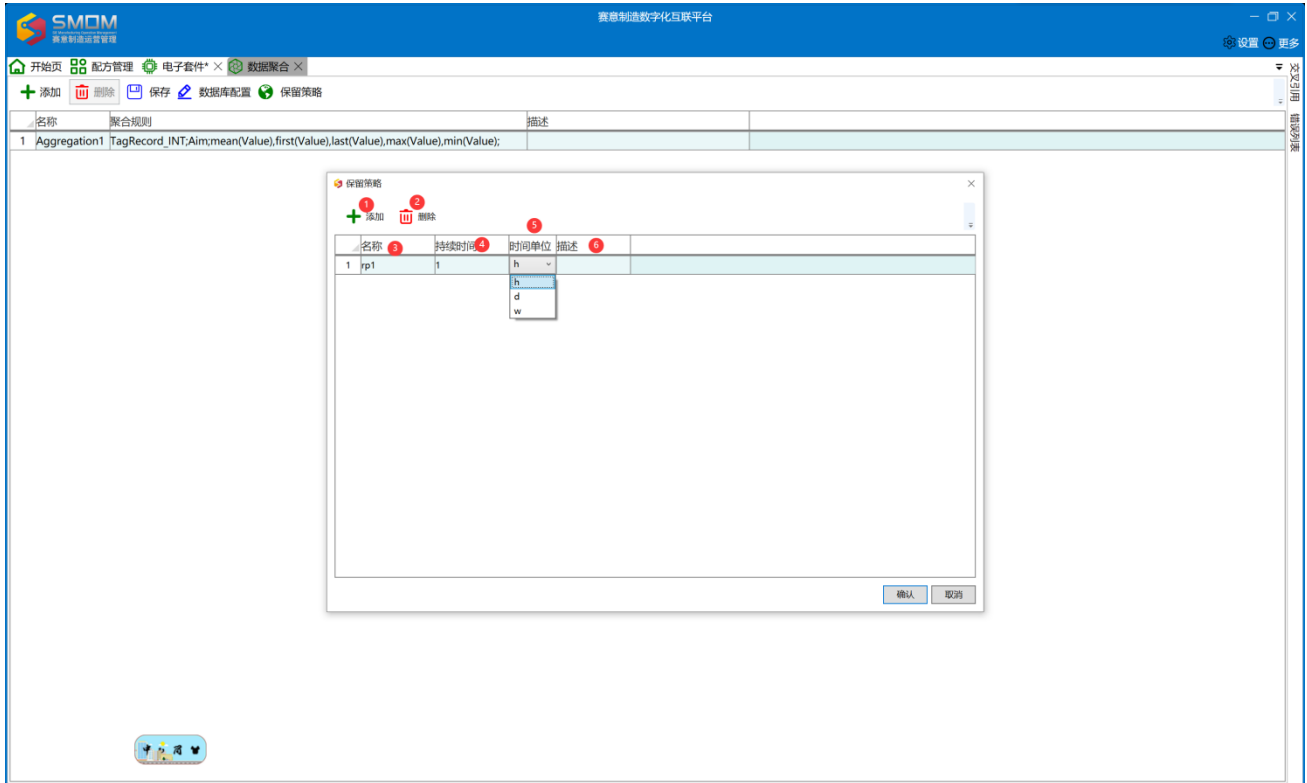 赛意制造数字化互联平台
SMOM
赛意制造运营管理
设置 更多
开始页 配方管理 电子套件* 数据聚合
添加 删除 保存 数据库配置 保留策略
交叉引用 错误列表
名称 聚合规则 描述
1 Aggregation1 TagRecord_INT;Aim;mean(Value),first(Value),last(Value),max(Value),min(Value);
保留策略
1 添加 2 删除
5
名称 3 持续时间 4 时间单位 描述 6
1 rp1 1 h
h
d
w
确认 取消